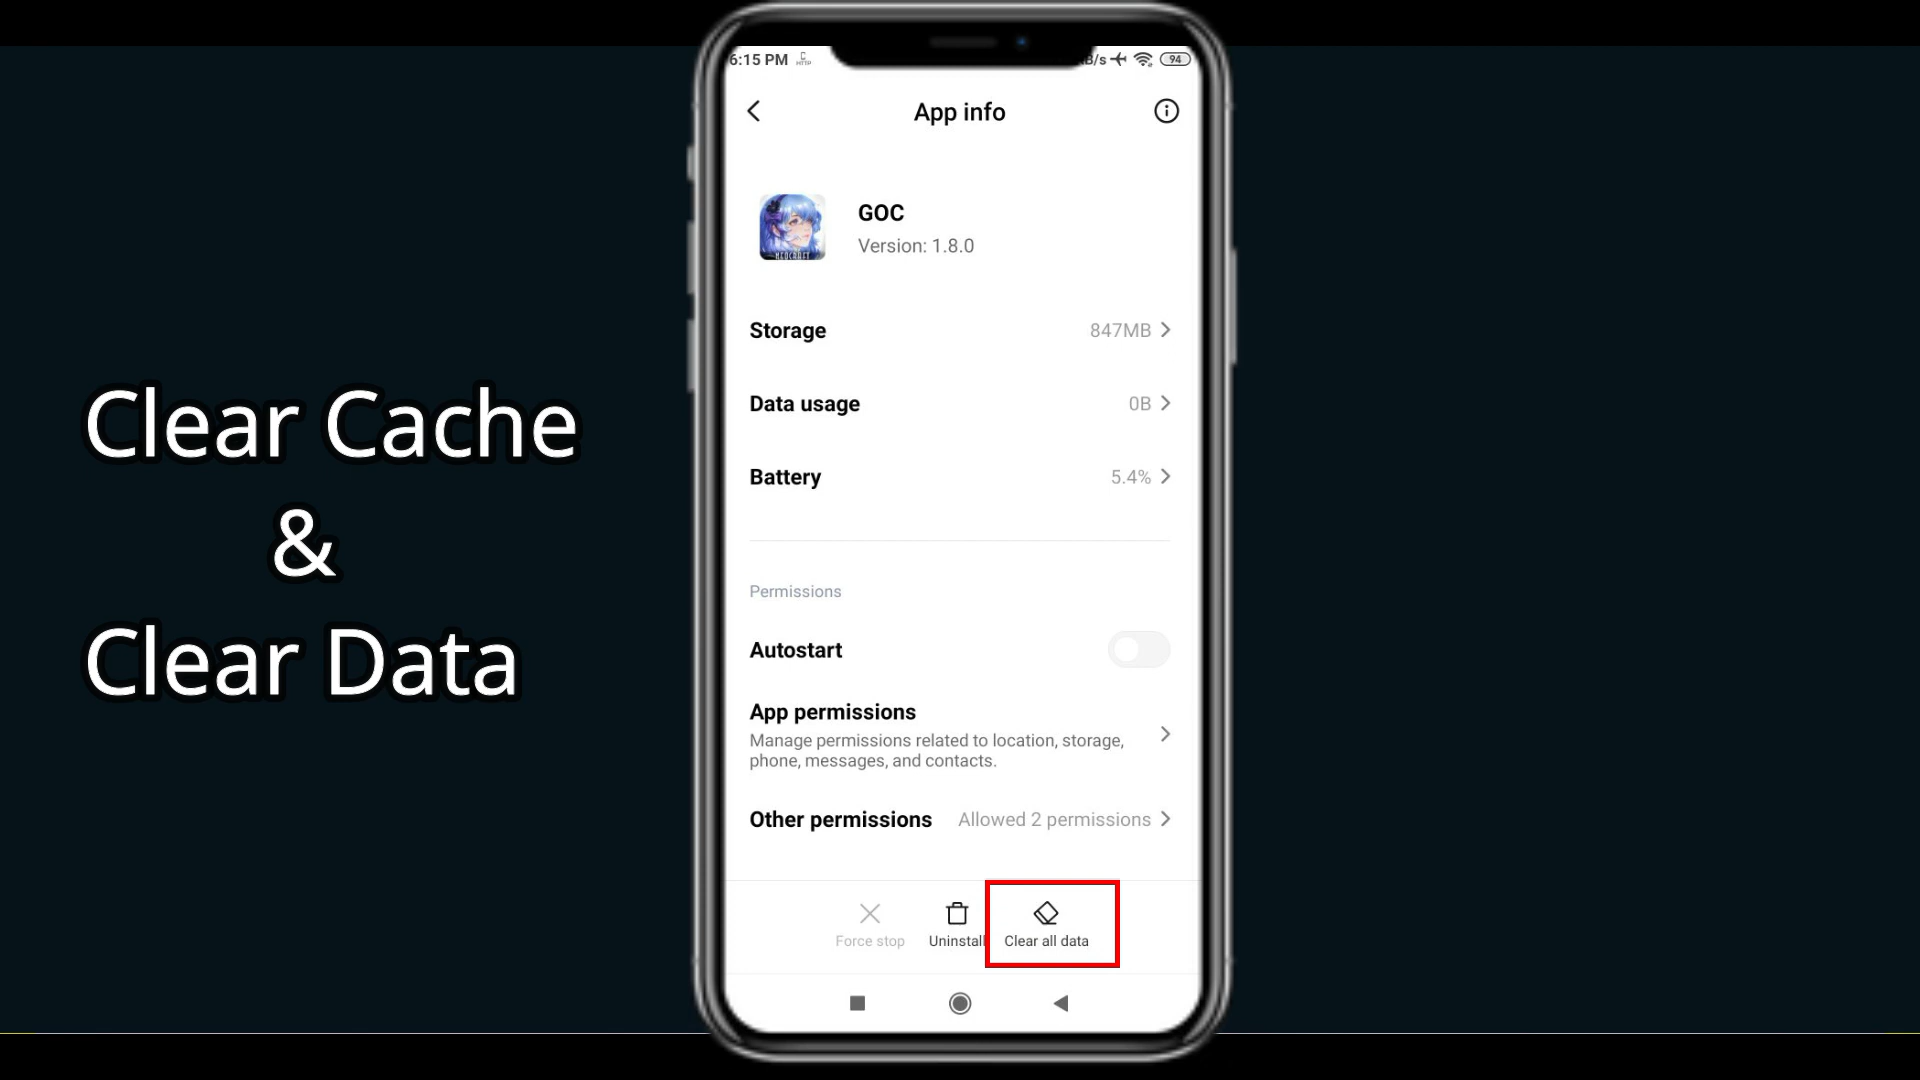 6:15 PM
B/s
94
App info
GOC
Version: 1.8.0
Storage
847MB
Data usage
0B
Battery
5.4%
Clear Cache
&
Clear Data
Permissions
Autostart
App permissions
Manage permissions related to location, storage,
phone, messages, and contacts.
Other permissions
Allowed 2 permissions
Force stop
Uninstall
Clear all data